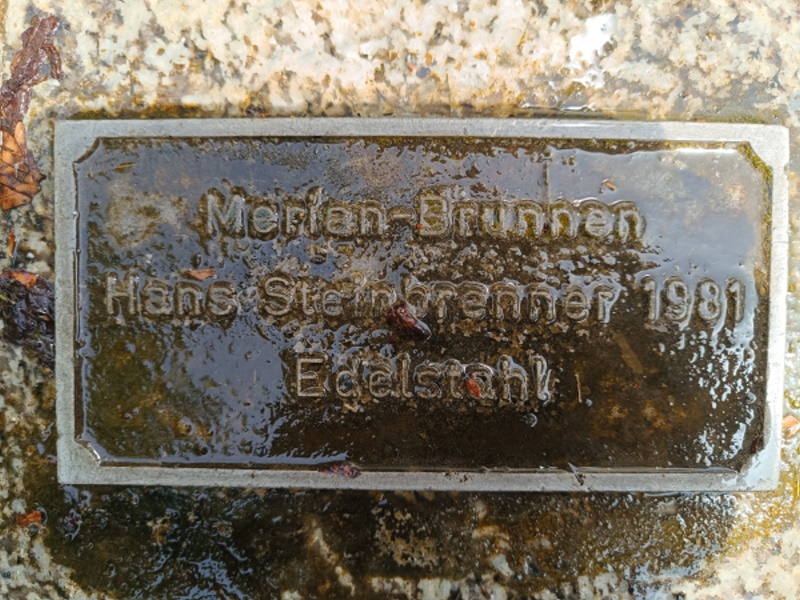 Merian-Brunnen
Hans Steinbrenner 1981
Edelstahl